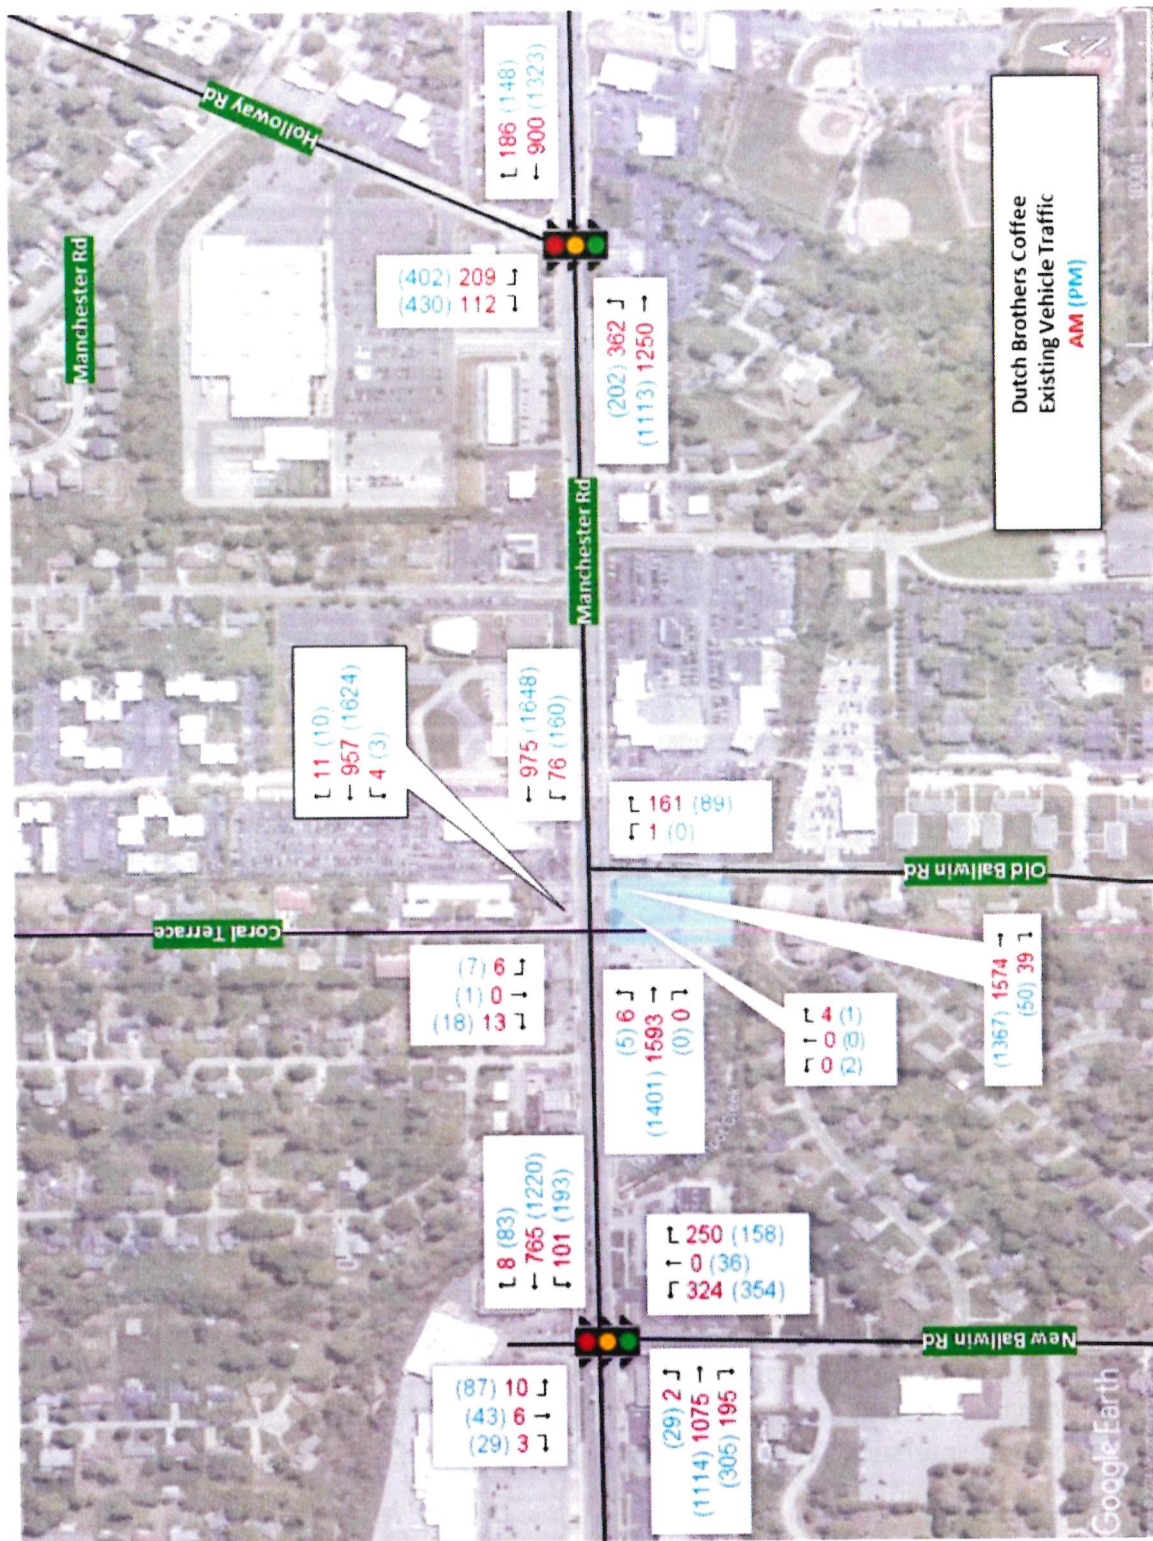 Manchester Rd
Holloway Rd
↳ 186 (148)
← 900 (1323)
(402) 209
(430) 112
(202) 362
(1113) 1250 →
Manchester Rd
11 (10)
← 957 (1624)
4 (3)
← 975 (1648)
76 (160)
161 (89)
1 (0)
Coral Terrace
(7) 6
(1) 0
(18) 13
(5) 6
(1401) 1593 →
(0) 0
4 (1)
0 (0)
0 (2)
(1367) 1574 →
(50) 39
Old Ballwin Rd
8 (83)
← 765 (1220)
101 (193)
250 (158)
0 (36)
324 (354)
(87) 10
(43) 6
(29) 3
(29) 2
(1114) 1075 →
(305) 195
New Ballwin Rd
Dutch Brothers Coffee
Existing Vehicle Traffic
AM (PM)
N
Google Earth